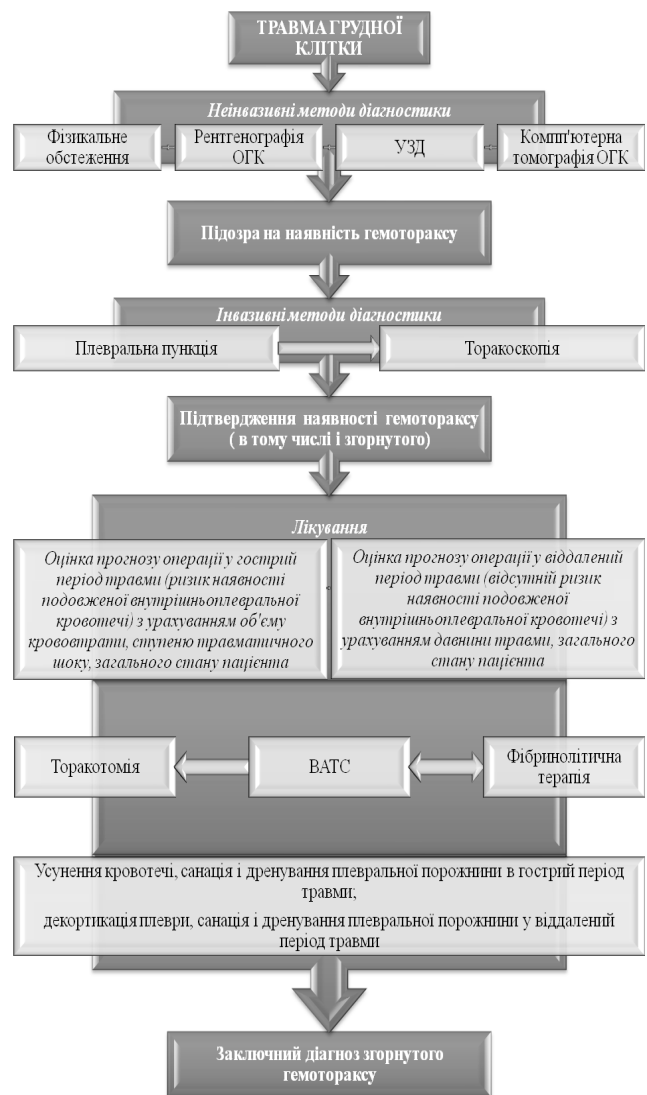 ТРАВМА ГРУДНОЇ
КЛІТКИ
Неінвазивні методи діагностики
Фізикальне
обстеження
Рентгенографія
ОГК
УЗД
Компп'ютерна
томографія ОГК
Підозра на наявність гемотораксу
Інвазивні методи діагностики
Плевральна пункція
Торакоскопія
Підтвердження наявності гемотораксу
( в тому числі і згорнутого)
Лікування
Оцінка прогнозу операції у гострий
період травми (ризик наявності
подовженої внутрішньоплевральної
кровотечі) з урахуванням об'єму
крововтрати, ступеню травматичного
шоку, загального стану пацієнта
Оцінка прогнозу операції у віддалений
період травми (відсутній ризик
наявності подовженої
внутрішньоплевральної кровотечі) з
урахуванням давнини травми, загального
стану пацієнта
Торакотомія
ВАТС
Фібринолітична
терапія
Усунення кровотечі, санація і дренування плевральної порожнини в гострий період
травми;
декортикація плеври, санація і дренування плевральної порожнини у віддалений
період травми
Заключний діагноз згорнутого
гемотораксу